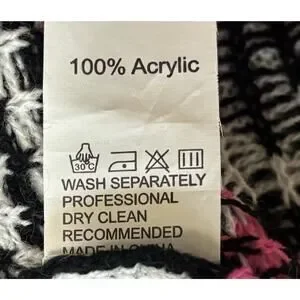 100% Acrylic
30°C
WASH SEPARATELY
PROFESSIONAL
DRY CLEAN
RECOMMENDED
MADE IN CHINA